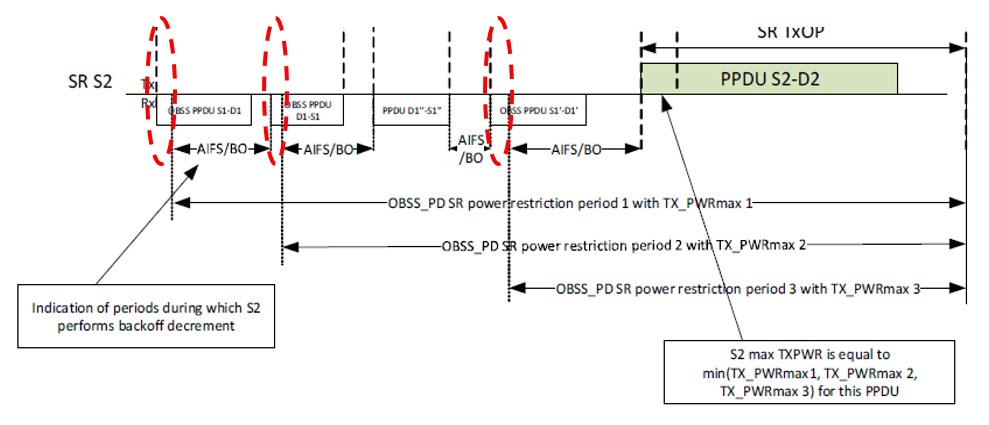 SR TxOP
SR S2
Tx
PPDU S2-D2
Rx
OBSS PPDU S1-D1
OBSS PPDU
D1-S1
PPDU D1''-S1''
OBSS PPDU S1'-D1'
AIFS/BO
AIFS/BO
AIFS
/BO
AIFS/BO
OBSS_PD SR power restriction period 1 with TX_PWRmax 1
OBSS_PD SR power restriction period 2 with TX_PWRmax 2
OBSS_PD SR power restriction period 3 with TX_PWRmax 3
Indication of periods during which S2
performs backoff decrement
S2 max TXPWR is equal to
min(TX_PWRmax1, TX_PWRmax 2,
TX_PWRmax 3) for this PPDU